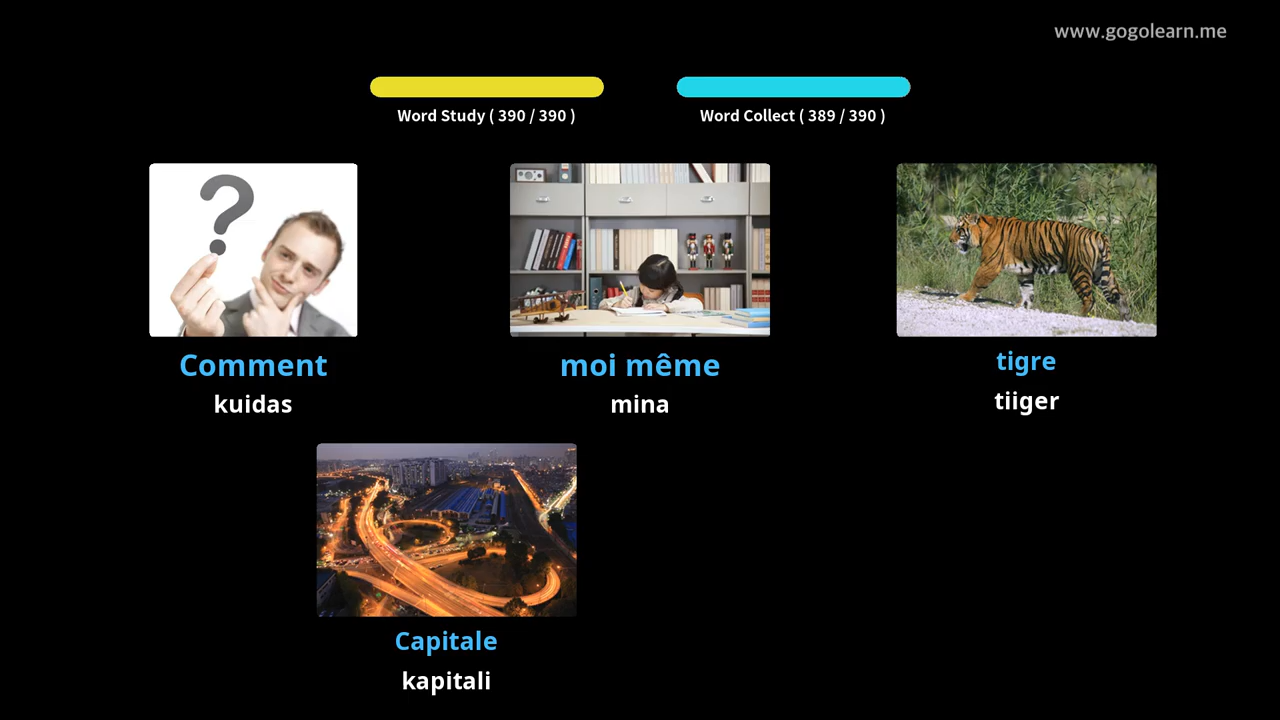 www.gogolearn.me
Word Study ( 390 / 390 )
Word Collect ( 389 / 390 )
Comment
kuidas
moi même
mina
tigre
tiiger
Capitale
kapitali